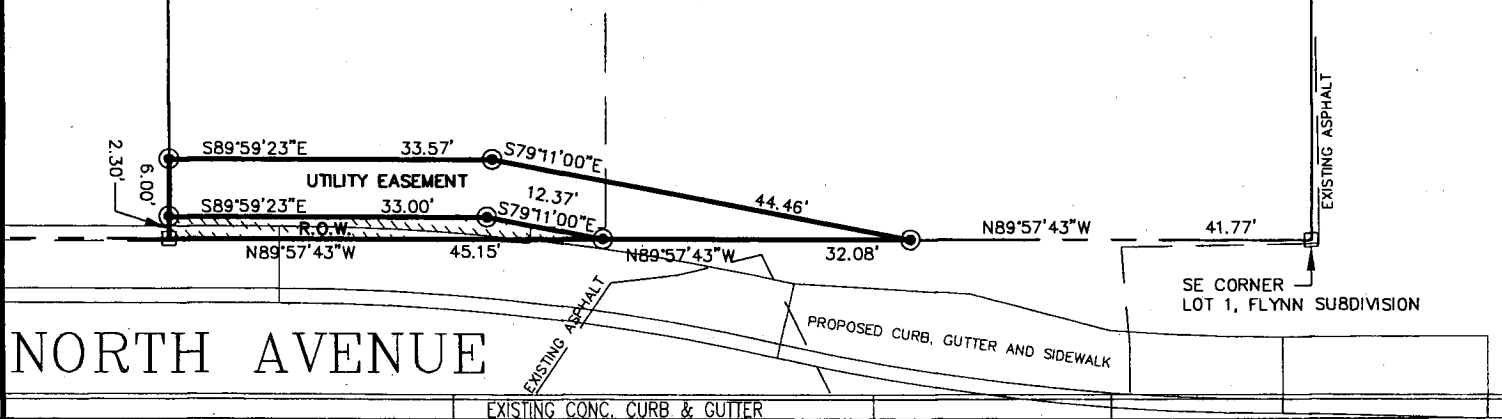 EXISTING ASPHALT
2.30'
6.00'
S89°59'23"E 33.57' S79°11'00"E
UTILITY EASEMENT
12.37'
44.46'
S89°59'23"E 33.00' S79°11'00"E
R.O.W.
N89°57'43"W 45.15' N89°57'43"W 32.08'
N89°57'43"W 41.77'
SE CORNER
LOT 1, FLYNN SUBDIVISION
EXISTING ASPHALT
PROPOSED CURB, GUTTER AND SIDEWALK
NORTH AVENUE
EXISTING CONC. CURB & GUTTER